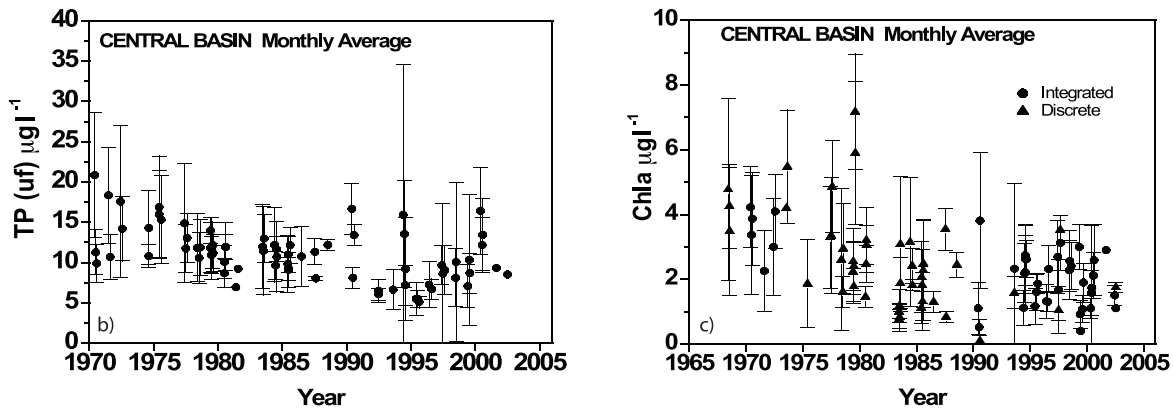 CENTRAL BASIN Monthly Average
TP (uf) µgl⁻¹
40
35
30
25
20
15
10
5
0
b)
1970 1975 1980 1985 1990 1995 2000 2005
Year
CENTRAL BASIN Monthly Average
Integrated
Discrete
Chla µgl⁻¹
10
8
6
4
2
0
c)
1965 1970 1975 1980 1985 1990 1995 2000 2005
Year